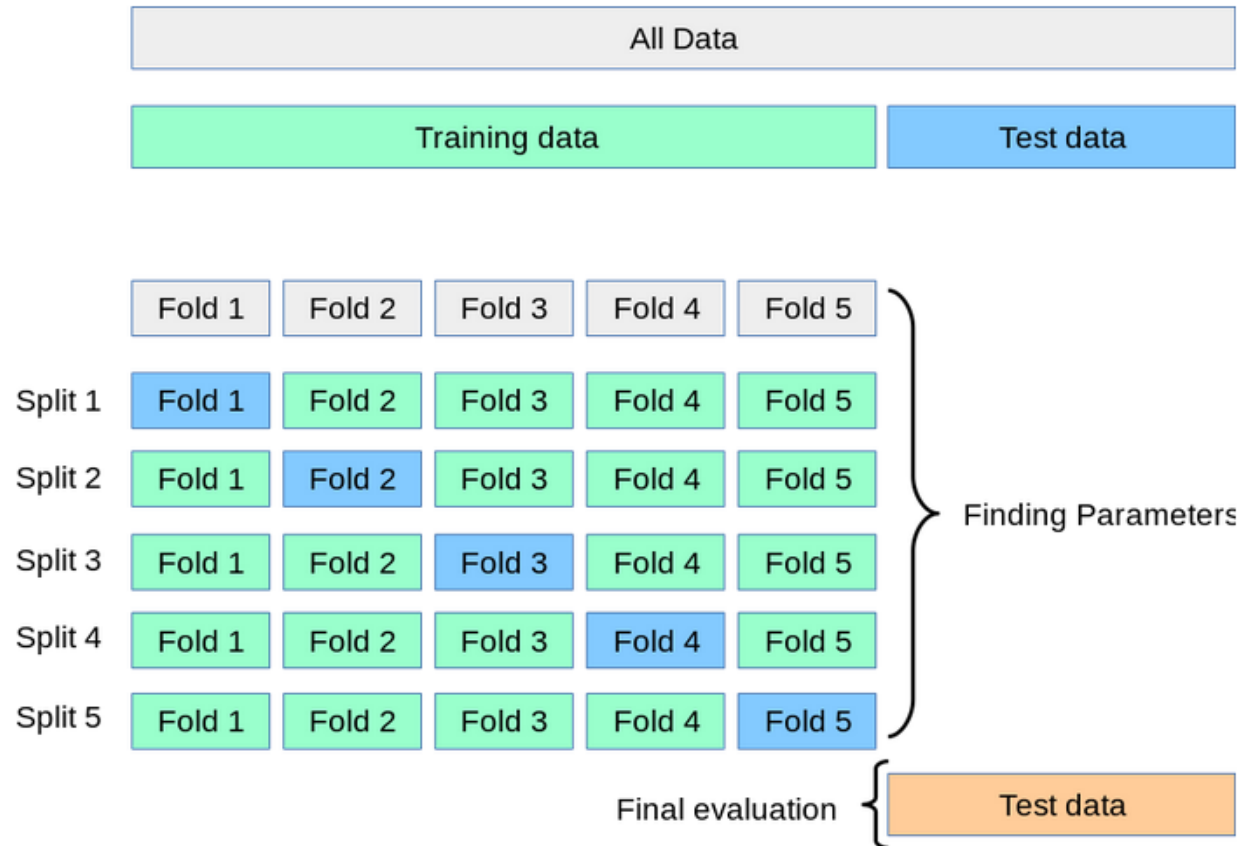 All Data
Training data Test data
Fold 1 Fold 2 Fold 3 Fold 4 Fold 5
Split 1 Fold 1 Fold 2 Fold 3 Fold 4 Fold 5
Split 2 Fold 1 Fold 2 Fold 3 Fold 4 Fold 5
Finding Parameters
Split 3 Fold 1 Fold 2 Fold 3 Fold 4 Fold 5
Split 4 Fold 1 Fold 2 Fold 3 Fold 4 Fold 5
Split 5 Fold 1 Fold 2 Fold 3 Fold 4 Fold 5
Final evaluation Test data